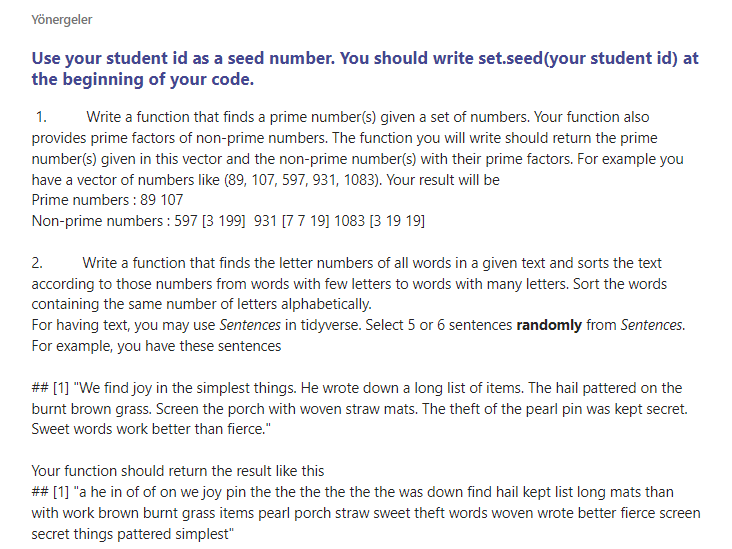 Yönergeler
Use your student id as a seed number. You should write set.seed(your student id) at
the beginning of your code.
1. Write a function that finds a prime number(s) given a set of numbers. Your function also
provides prime factors of non-prime numbers. The function you will write should return the prime
number(s) given in this vector and the non-prime number(s) with their prime factors. For example you
have a vector of numbers like (89, 107, 597, 931, 1083). Your result will be
Prime numbers : 89 107
Non-prime numbers : 597 [3 199] 931 [7 7 19] 1083 [3 19 19]
2. Write a function that finds the letter numbers of all words in a given text and sorts the text
according to those numbers from words with few letters to words with many letters. Sort the words
containing the same number of letters alphabetically.
For having text, you may use Sentences in tidyverse. Select 5 or 6 sentences randomly from Sentences.
For example, you have these sentences
## [1] "We find joy in the simplest things. He wrote down a long list of items. The hail pattered on the
burnt brown grass. Screen the porch with woven straw mats. The theft of the pearl pin was kept secret.
Sweet words work better than fierce."
Your function should return the result like this
## [1] "a he in of of on we joy pin the the the the the the was down find hail kept list long mats than
with work brown burnt grass items pearl porch straw sweet theft words woven wrote better fierce screen
secret things pattered simplest"